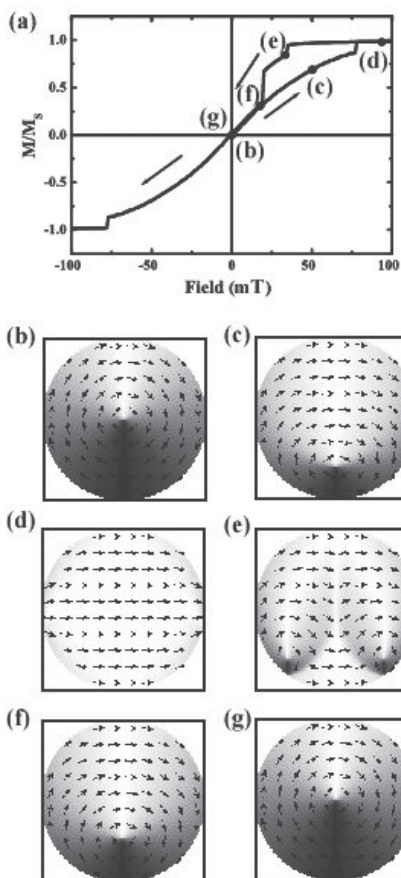 (a)
M/Ms
1.0
0.5
0.0
-0.5
-1.0
(e)
(d)
(f)
(c)
(g)
(b)
-100 -50 0 50 100
Field (mT)
(b) (c)
(d) (e)
(f) (g)